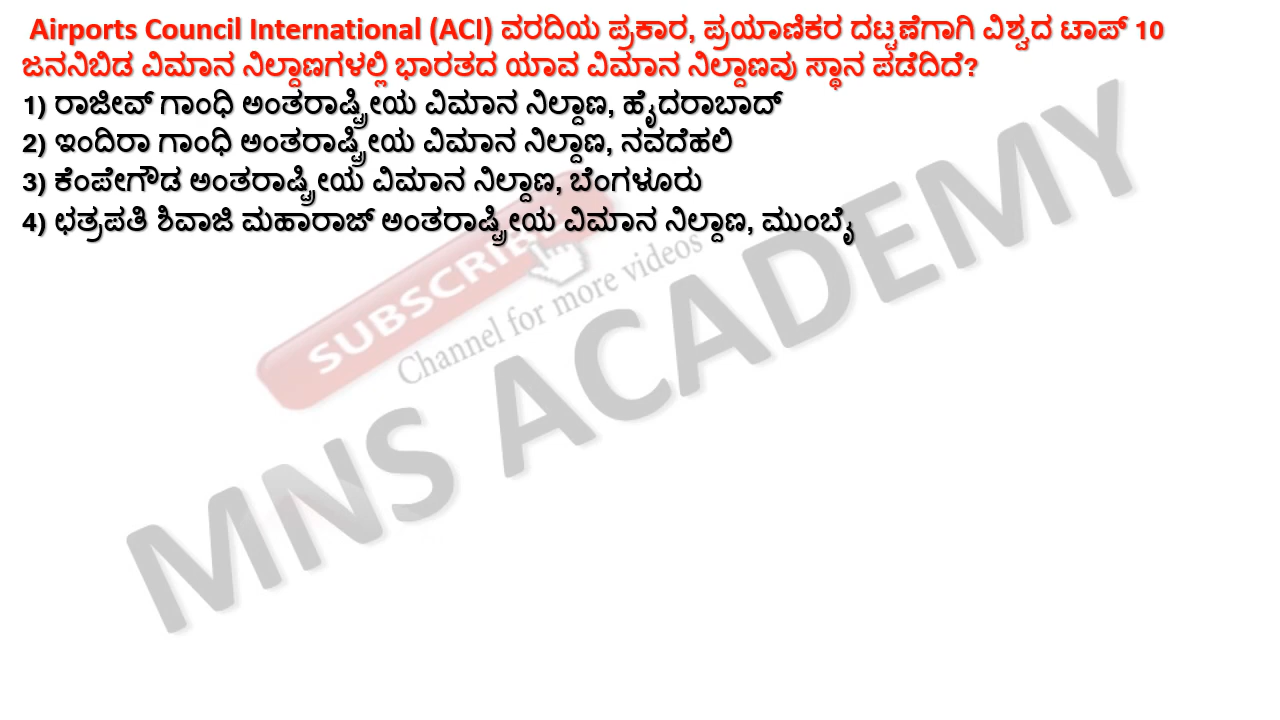 Airports Council International (ACI) ವರದಿಯ ಪ್ರಕಾರ, ಪ್ರಯಾಣಿಕರ ದಟ್ಟಣೆಗಾಗಿ ವಿಶ್ವದ ಟಾಪ್ 10
ಜನನಿಬಿಡ ವಿಮಾನ ನಿಲ್ದಾಣಗಳಲ್ಲಿ ಭಾರತದ ಯಾವ ವಿಮಾನ ನಿಲ್ದಾಣವು ಸ್ಥಾನ ಪಡೆದಿದೆ?
1) ರಾಜೀವ್ ಗಾಂಧಿ ಅಂತರಾಷ್ಟ್ರೀಯ ವಿಮಾನ ನಿಲ್ದಾಣ, ಹೈದರಾಬಾದ್
2) ಇಂದಿರಾ ಗಾಂಧಿ ಅಂತರಾಷ್ಟ್ರೀಯ ವಿಮಾನ ನಿಲ್ದಾಣ, ನವದೆಹಲಿ
3) ಕೆಂಪೇಗೌಡ ಅಂತರಾಷ್ಟ್ರೀಯ ವಿಮಾನ ನಿಲ್ದಾಣ, ಬೆಂಗಳೂರು
4) ಛತ್ರಪತಿ ಶಿವಾಜಿ ಮಹಾರಾಜ್ ಅಂತರಾಷ್ಟ್ರೀಯ ವಿಮಾನ ನಿಲ್ದಾಣ, ಮುಂಬೈ
SUBSCRIBE
Channel for more videos
MNS ACADEMY